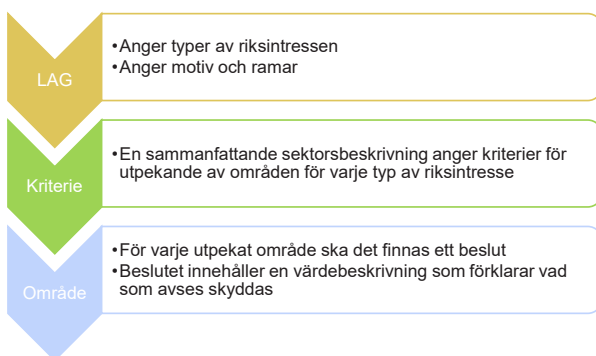 LAG
•Anger typer av riksintressen
•Anger motiv och ramar
Kriterie
•En sammanfattande sektorsbeskrivning anger kriterier för
utpekande av områden för varje typ av riksintresse
Område
•För varje utpekat område ska det finnas ett beslut
•Beslutet innehåller en värdebeskrivning som förklarar vad
som avses skyddas